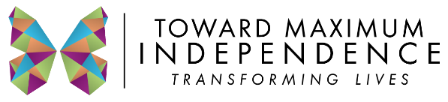 TOWARD MAXIMUM
INDEPENDENCE
TRANSFORMING LIVES